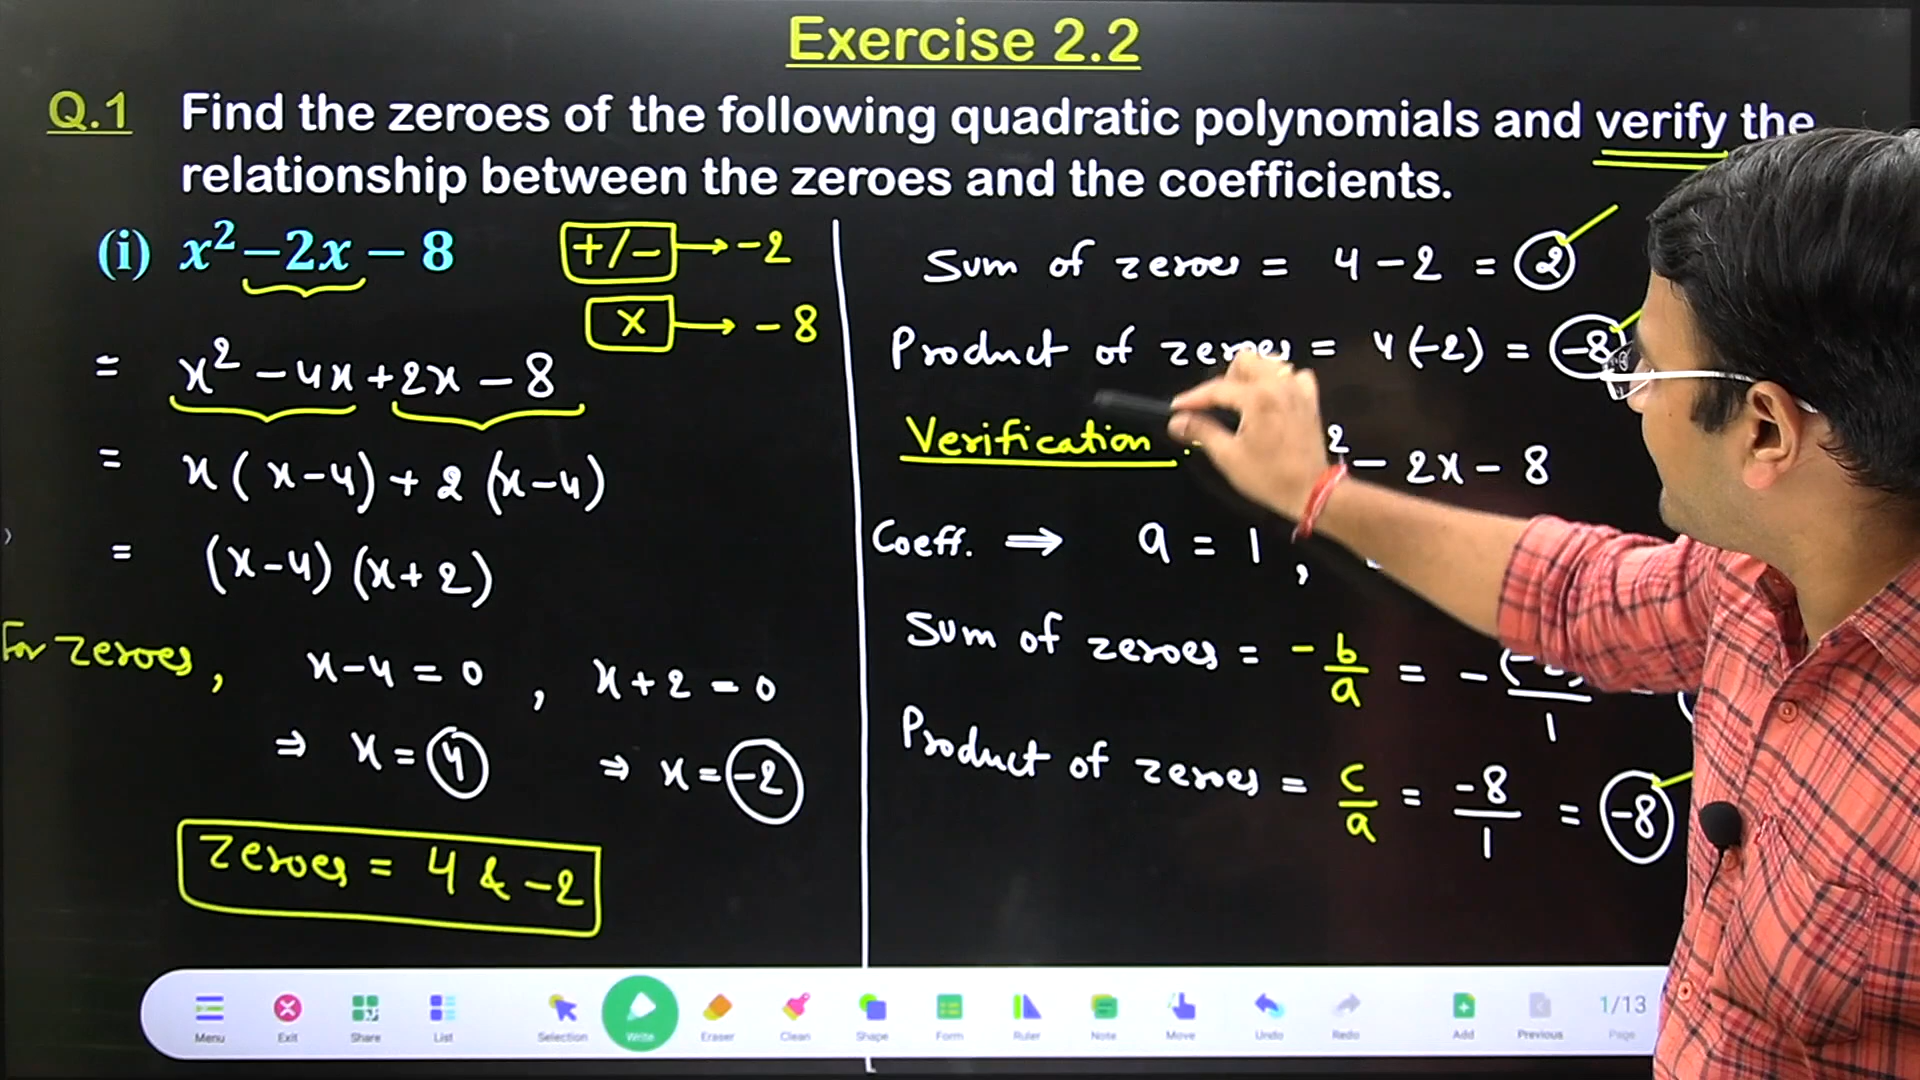 Exercise 2.2
Q.1 Find the zeroes of the following quadratic polynomials and verify the
relationship between the zeroes and the coefficients.
(i) x² − 2x − 8
+/- → -2
x → -8
= x² - 4x + 2x - 8
= x(x-4) + 2(x-4)
= (x-4)(x+2)
For zeroes, x-4=0, x+2=0
⇒ x=4 ⇒ x=-2
zeroes = 4 & -2
Sum of zeroes = 4-2 = 2
Product of zeroes = 4(-2) = -8
Verification : ² - 2x - 8
Coeff. ⇒ a = 1,
Sum of zeroes = -b/a = -(-
/1
Product of zeroes = c/a = -8/1 = -8
Menu Exit Share List Selection Write Eraser Clean Shape Form Ruler Note Move Undo Redo Add Previous 1/13 Page